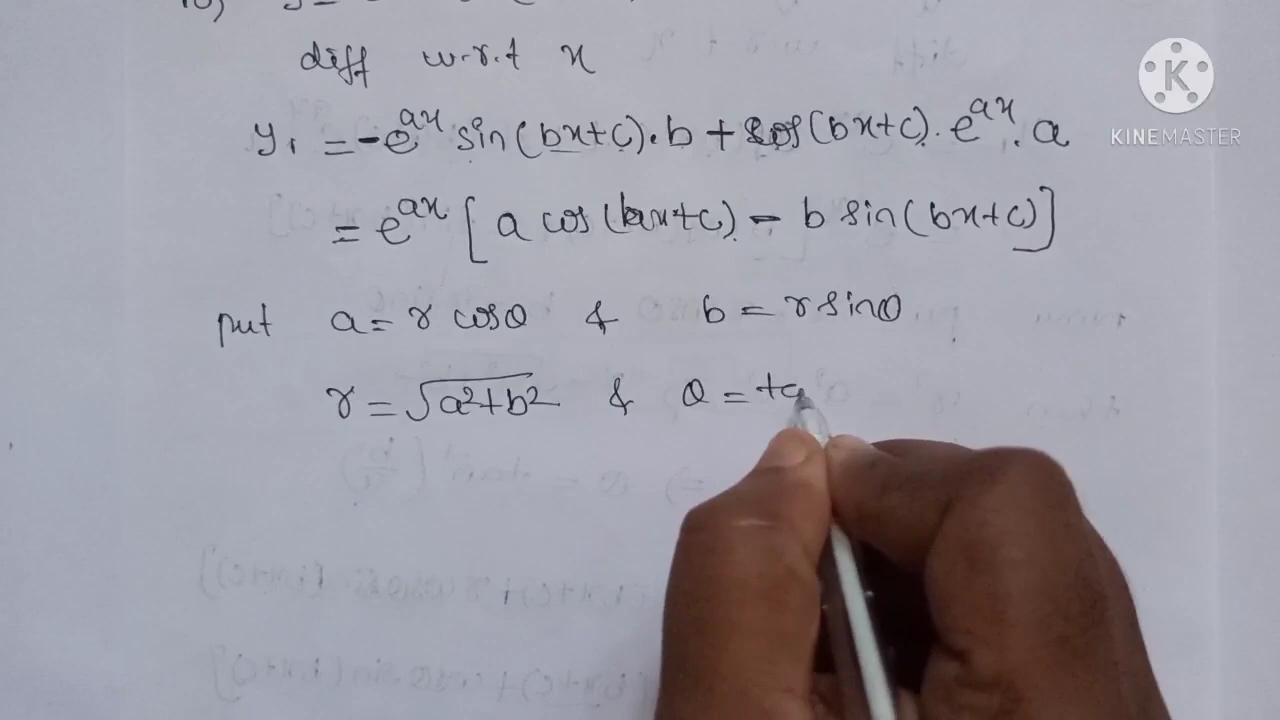 diff w.r.t x
y₁ = -e^{ax} sin(bx+c).b + cos(bx+c). e^{ax}. a
= e^{ax} [ a cos(bx+c) - b sin(bx+c) ]
put a = r cosθ & b = r sinθ
r = √(a²+b²) & θ = ta
KINEMASTER